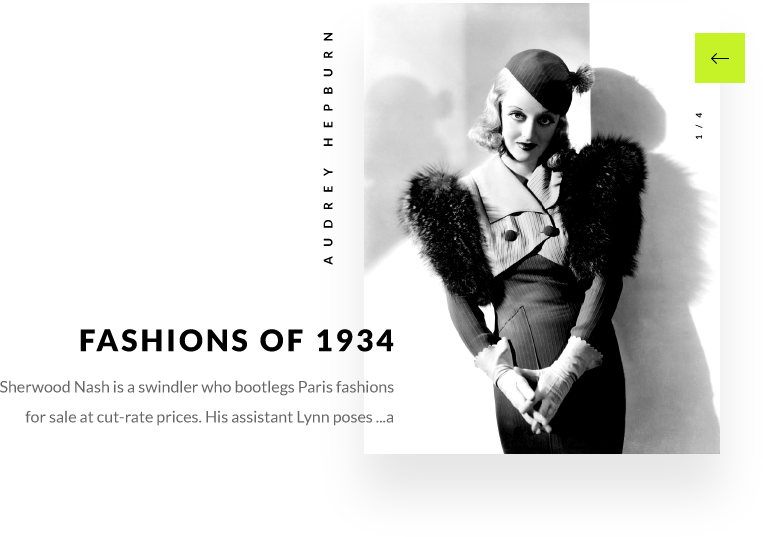 AUDREY HEPBURN
1 / 4
FASHIONS OF 1934
Sherwood Nash is a swindler who bootlegs Paris fashions
for sale at cut-rate prices. His assistant Lynn poses ...a